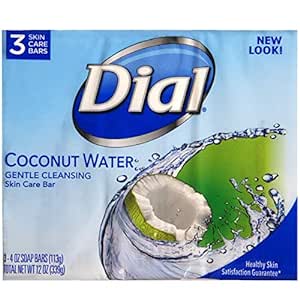 3 SKIN
CARE
BARS
NEW
LOOK!
Dial
COCONUT WATER
GENTLE CLEANSING
Skin Care Bar
3-4 OZ SOAP BARS (113g)
TOTAL NET WT 12 OZ (339g)
Healthy Skin
Satisfaction Guarantee*